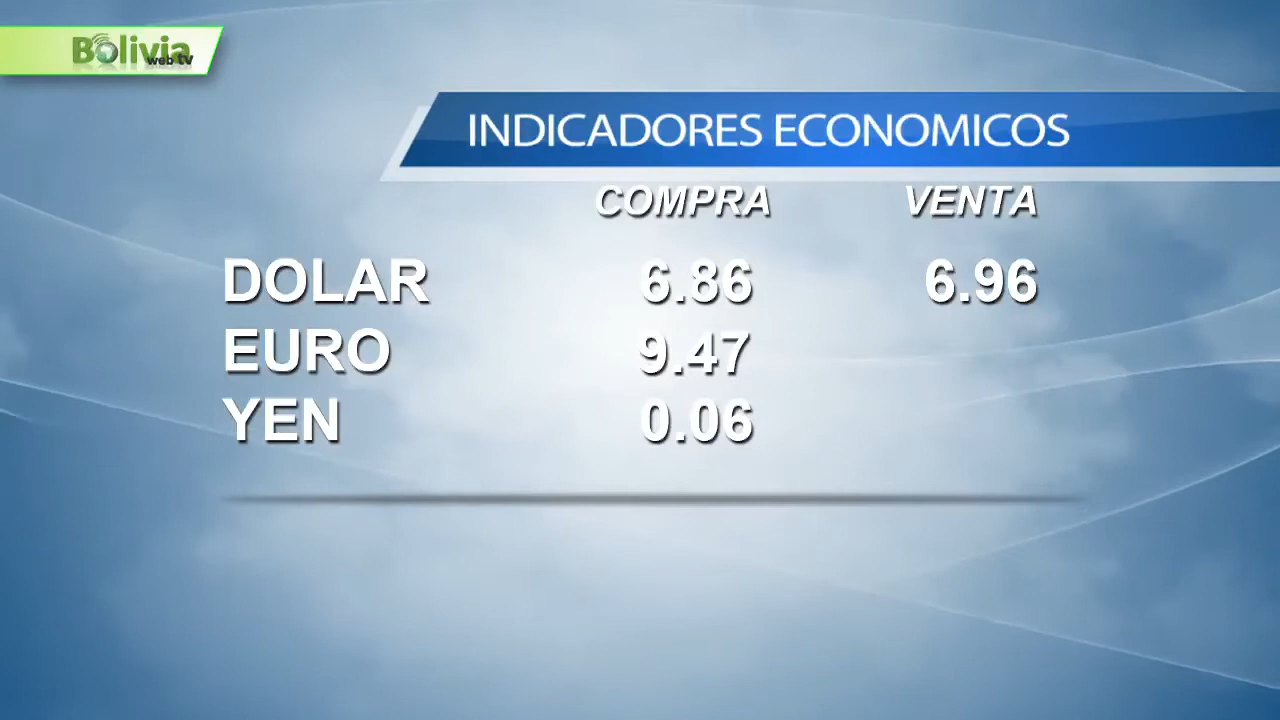 Bolivia
web tv
INDICADORES ECONOMICOS
COMPRA VENTA
DOLAR 6.86 6.96
EURO 9.47
YEN 0.06